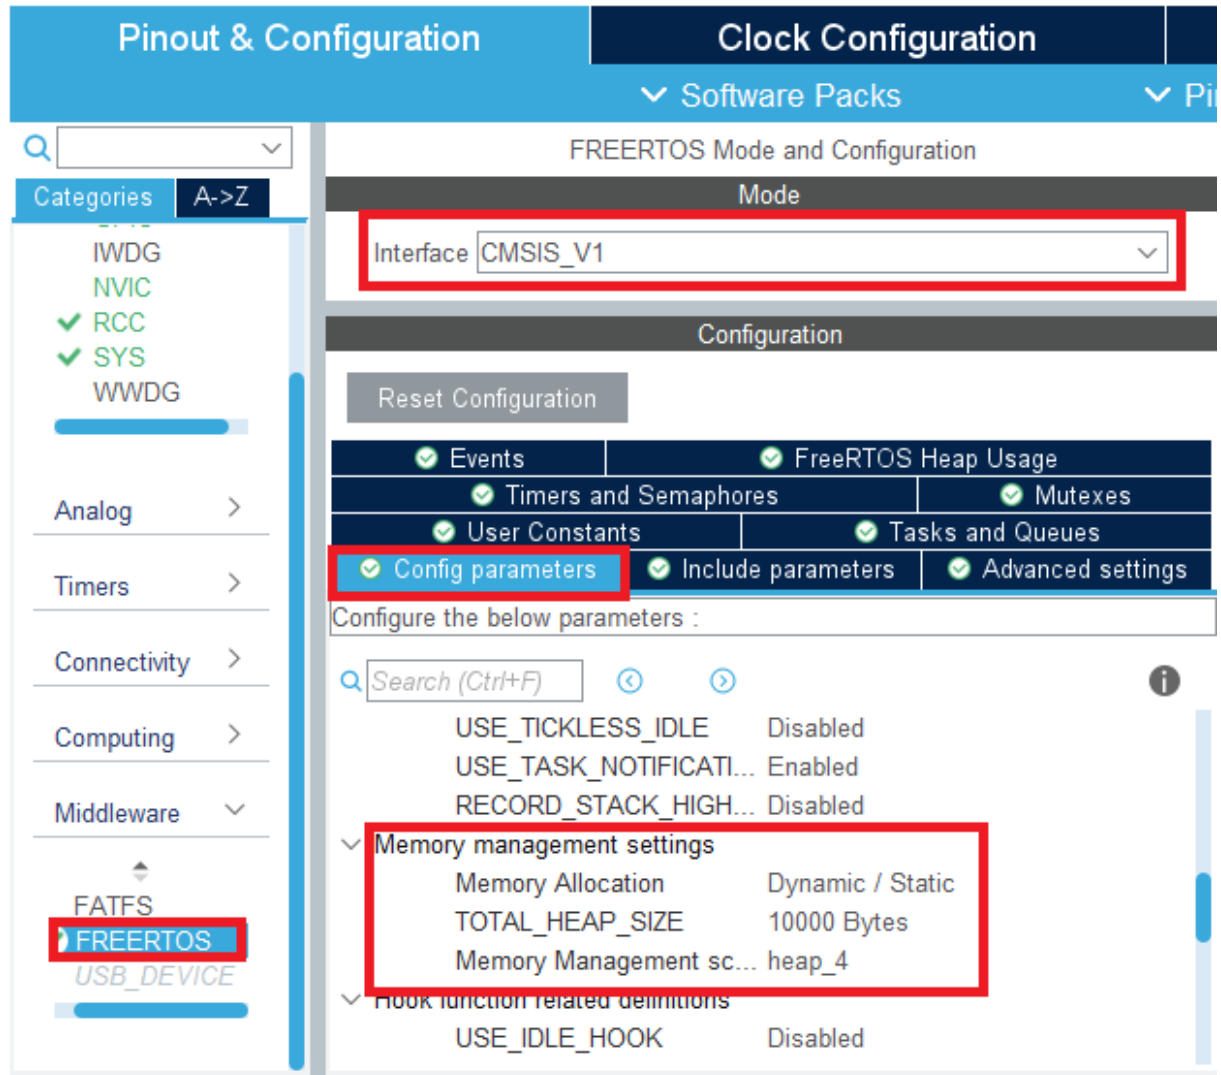 Pinout & Configuration
Clock Configuration
Software Packs
FREERTOS Mode and Configuration
Categories
A->Z
Mode
Interface CMSIS_V1
IWDG
NVIC
RCC
SYS
WWDG
Configuration
Reset Configuration
Events
FreeRTOS Heap Usage
Timers and Semaphores
Mutexes
User Constants
Tasks and Queues
Config parameters
Include parameters
Advanced settings
Configure the below parameters :
Search (Ctrl+F)
Analog
Timers
Connectivity
Computing
Middleware
FATFS
FREERTOS
USB_DEVICE
USE_TICKLESS_IDLE Disabled
USE_TASK_NOTIFICATI... Enabled
RECORD_STACK_HIGH... Disabled
Memory management settings
Memory Allocation Dynamic / Static
TOTAL_HEAP_SIZE 10000 Bytes
Memory Management sc... heap_4
Hook function related definitions
USE_IDLE_HOOK Disabled